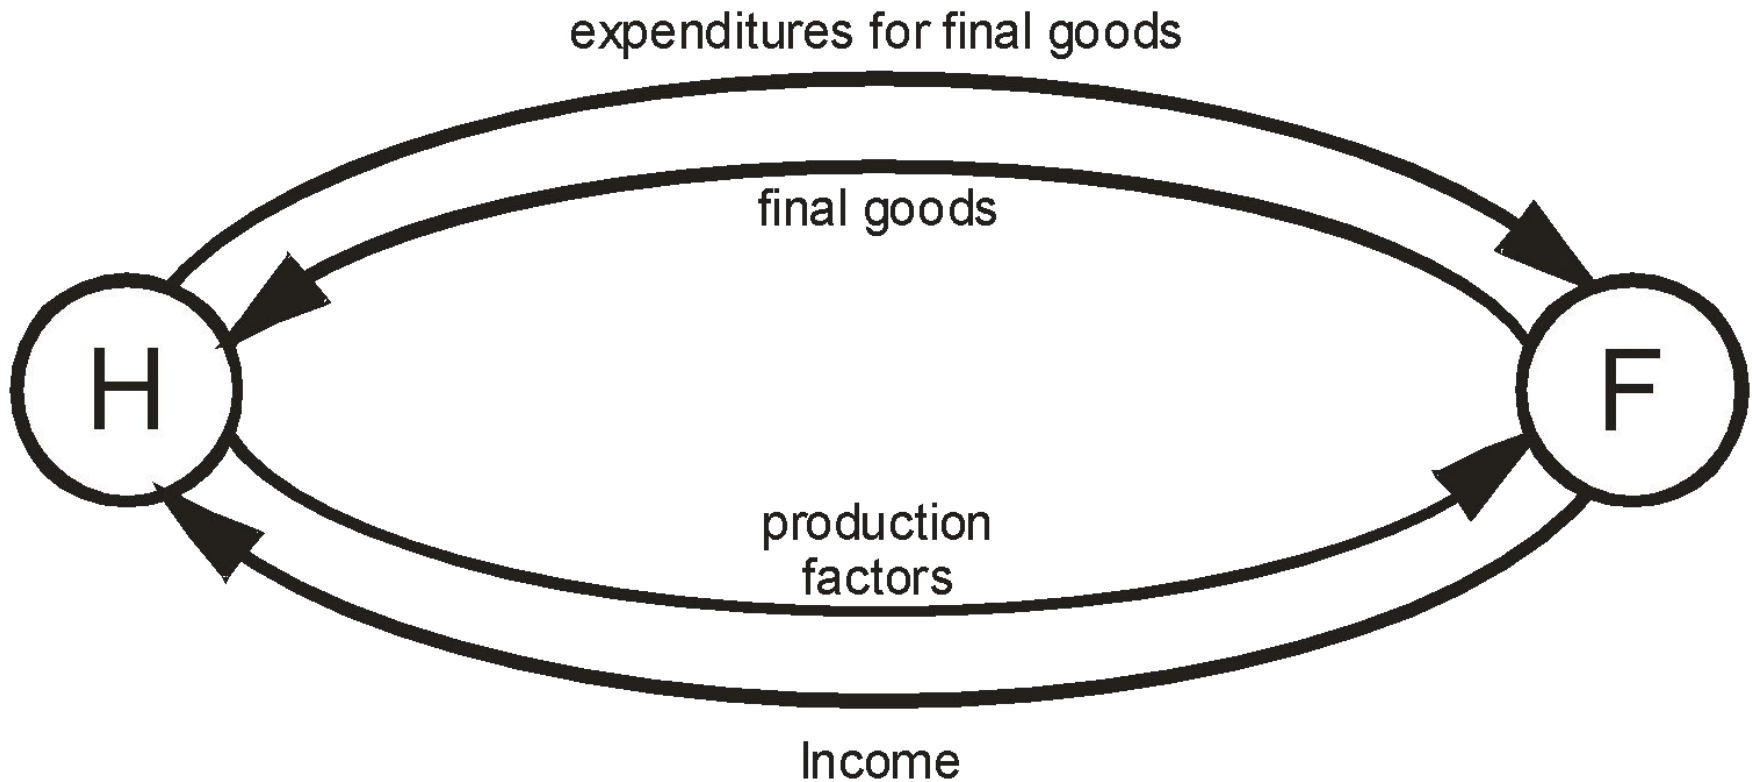 expenditures for final goods
final goods
H
F
production
factors
Income